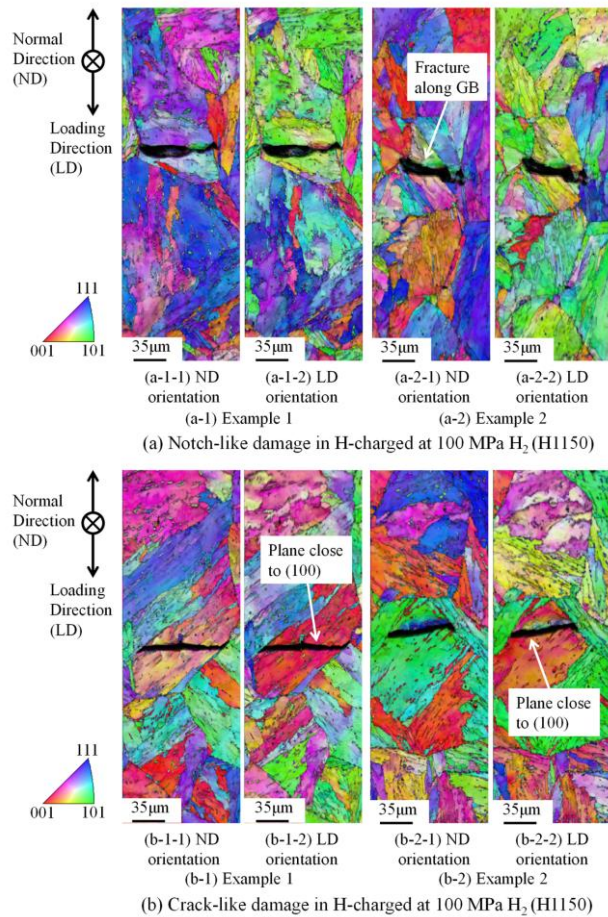 Normal
Direction
(ND)
Loading
Direction
(LD)
Fracture
along GB
111
001 101
35μm 35μm 35μm 35μm
(a-1-1) ND (a-1-2) LD (a-2-1) ND (a-2-2) LD
orientation orientation orientation orientation
(a-1) Example 1 (a-2) Example 2
(a) Notch-like damage in H-charged at 100 MPa H₂ (H1150)
Normal
Direction
(ND)
Loading
Direction
(LD)
Plane close
to (100)
Plane close
to (100)
111
001 101
35μm 35μm 35μm 35μm
(b-1-1) ND (b-1-2) LD (b-2-1) ND (b-2-2) LD
orientation orientation orientation orientation
(b-1) Example 1 (b-2) Example 2
(b) Crack-like damage in H-charged at 100 MPa H₂ (H1150)